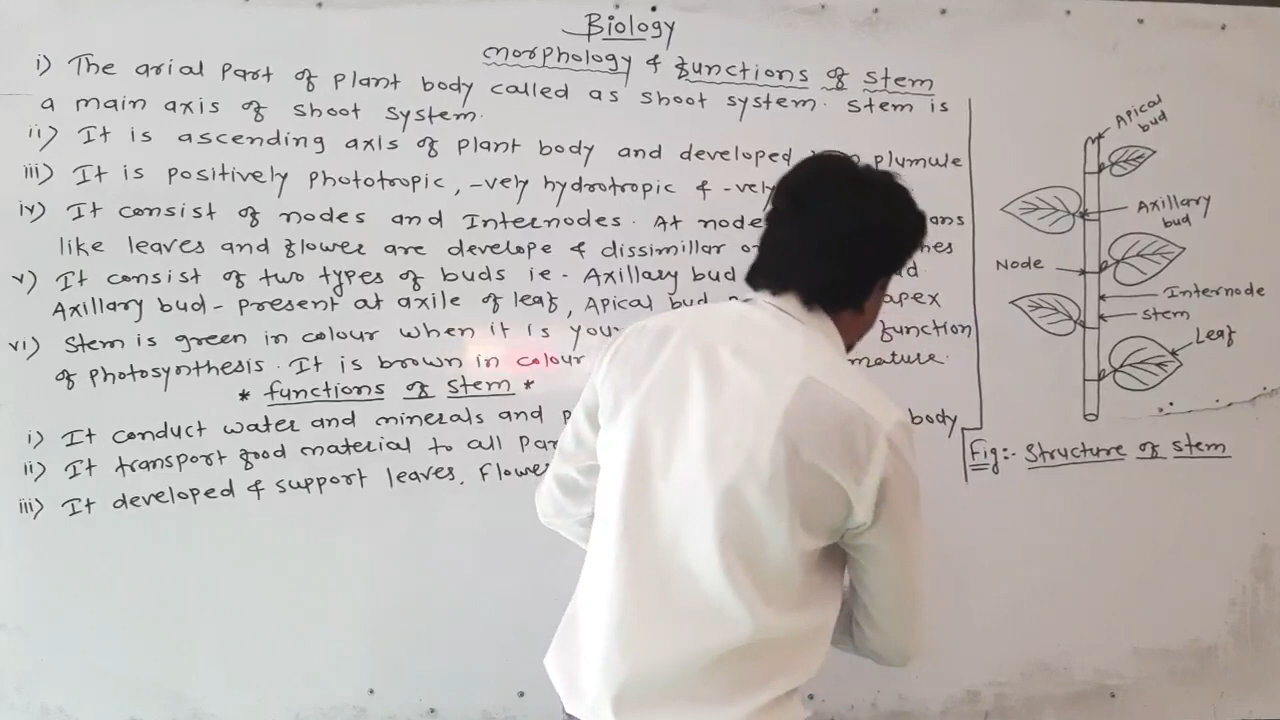 Biology
morphology & functions of stem
i) The arial part of plant body called as shoot system. stem is
a main axis of shoot system.
ii) It is ascending axis of plant body and developed plumule
iii) It is positively phototropic, -vely hydrotropic & -vely
iv) It consist of nodes and Internodes. At
like leaves and flower are develope & dissimillar
v) It consist of two types of buds ie - Axillary bud
Axillary bud - present at axile of leaf, Apical bud apex
vi) Stem is green in colour when it is function
of photosynthesis. It is brown in colour mature.
* functions of stem *
i) It conduct water and minerals and body
ii) It transport food material to all
iii) It developed & support leaves,
Apical
bud
Axillary
bud
Node
Internode
stem
Leaf
Fig:- Structure of stem